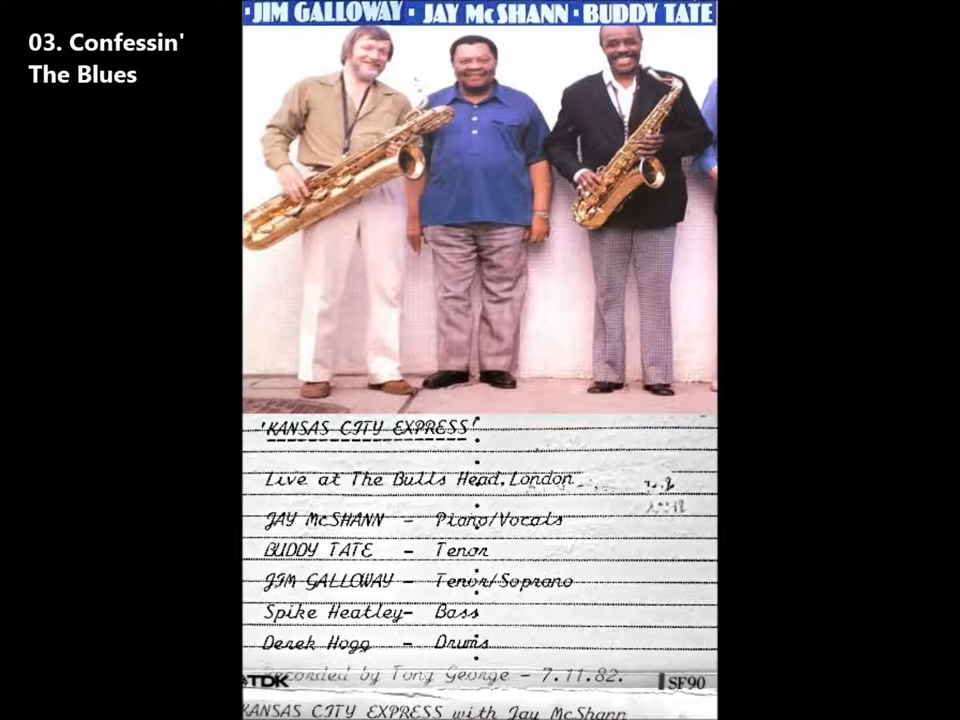 03. Confessin'
The Blues
· JIM GALLOWAY · JAY McSHANN · BUDDY TATE
'KANSAS CITY EXPRESS'
Live at The Bulls Head, London
JAY McSHANN – Piano/Vocals
BUDDY TATE – Tenor
JIM GALLOWAY – Tenor/Soprano
Spike Heatley – Bass
Derek Hogg – Drums
Recorded by Tony George – 7.11.82.
TDK
SF90
KANSAS CITY EXPRESS with Jay McShann